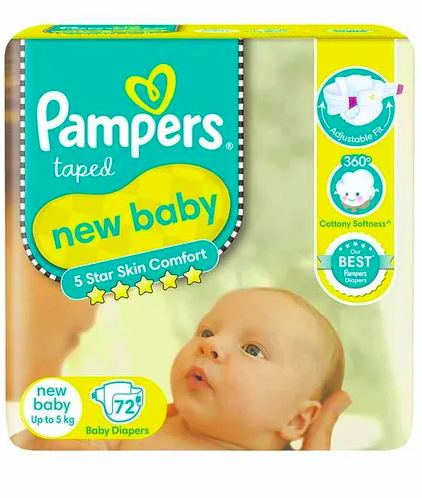 Pampers®
taped
new baby
5 Star Skin Comfort
Adjustable Fit
360°
Cottony Softness^
Our
BEST*
Pampers
Diapers
new
baby
Up to 5 kg
72
Baby Diapers